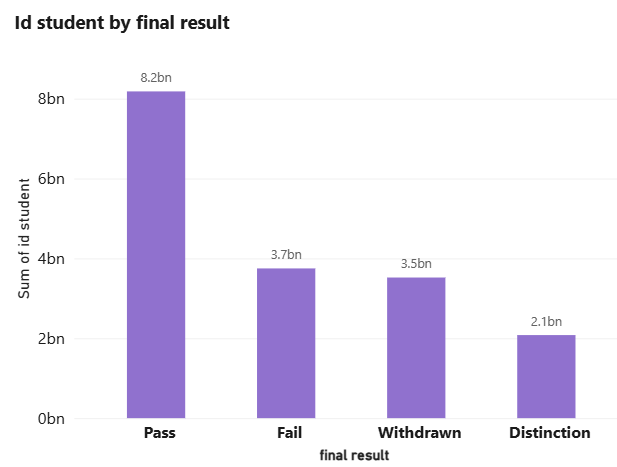 Id student by final result
8.2bn
8bn
6bn
3.7bn
3.5bn
4bn
2.1bn
2bn
0bn
Sum of id student
Pass Fail Withdrawn Distinction
final result